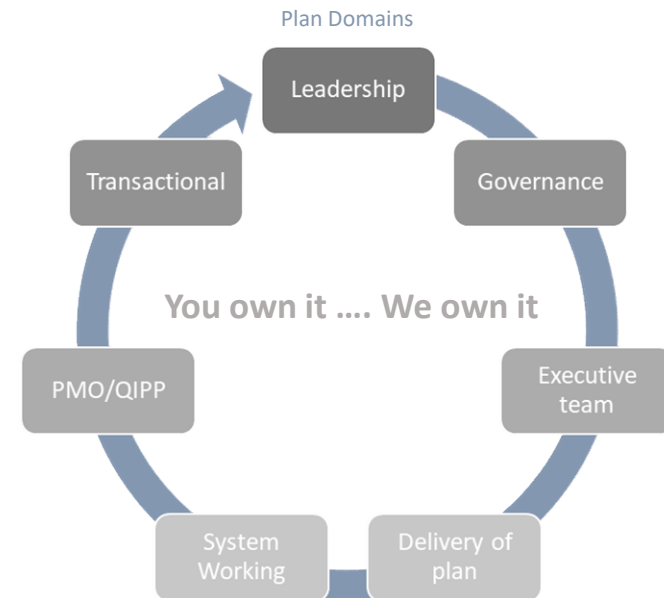 Plan Domains
Leadership
Governance
Executive
team
Delivery of
plan
System
Working
PMO/QIPP
Transactional
You own it .... We own it